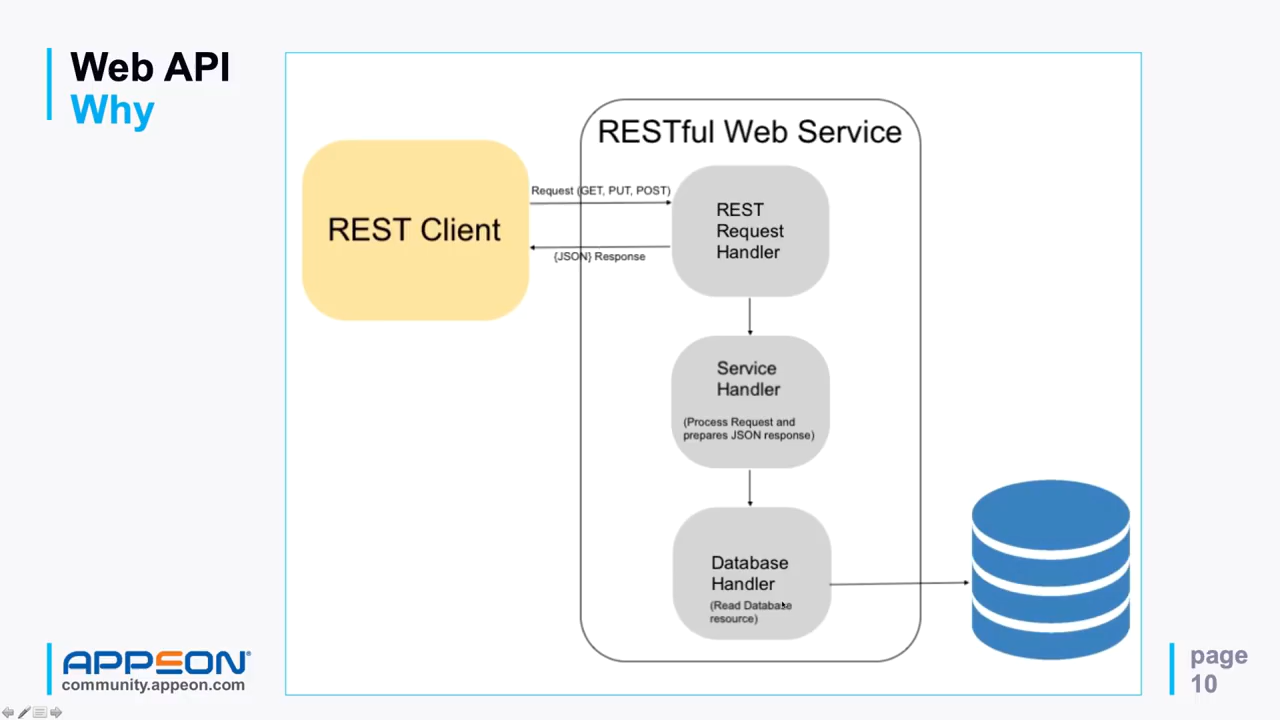 Web API
Why
RESTful Web Service
REST Client
Request (GET, PUT, POST)
{JSON} Response
REST
Request
Handler
Service
Handler
(Process Request and
prepares JSON response)
Database
Handler
(Read Database
resource)
APPEON®
community.appeon.com
page
10